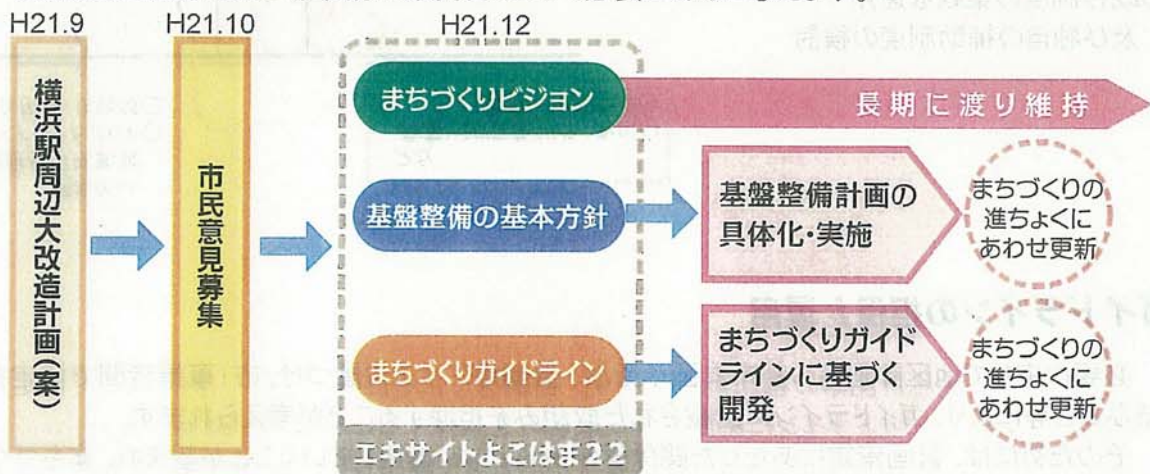 H21.9
H21.10
H21.12
横浜駅周辺大改造計画(案)
市民意見募集
まちづくりビジョン
長期に渡り維持
基盤整備の基本方針
基盤整備計画の
具体化・実施
まちづくりの
進ちょくに
あわせ更新
まちづくりガイドライン
まちづくりガイド
ラインに基づく
開発
まちづくりの
進ちょくに
あわせ更新
エキサイトよこはま22